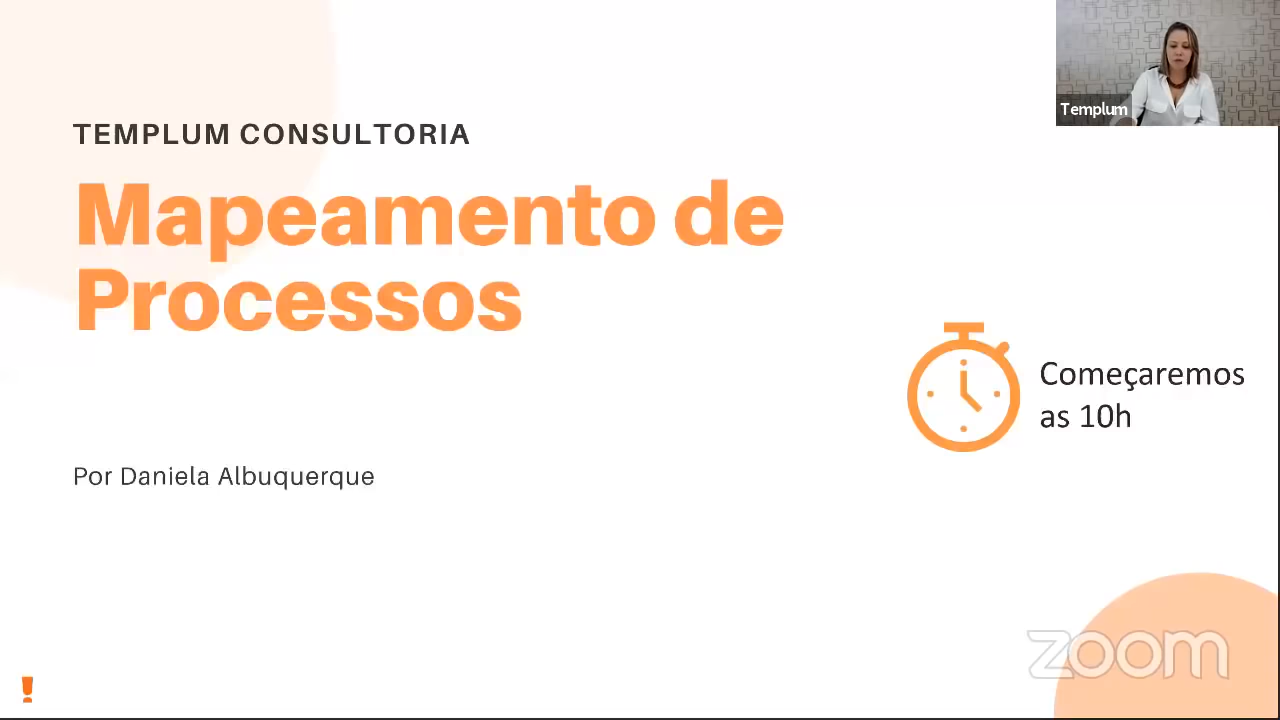 TEMPLUM CONSULTORIA
Mapeamento de
Processos
Por Daniela Albuquerque
Começaremos
as 10h
Templum
zoom